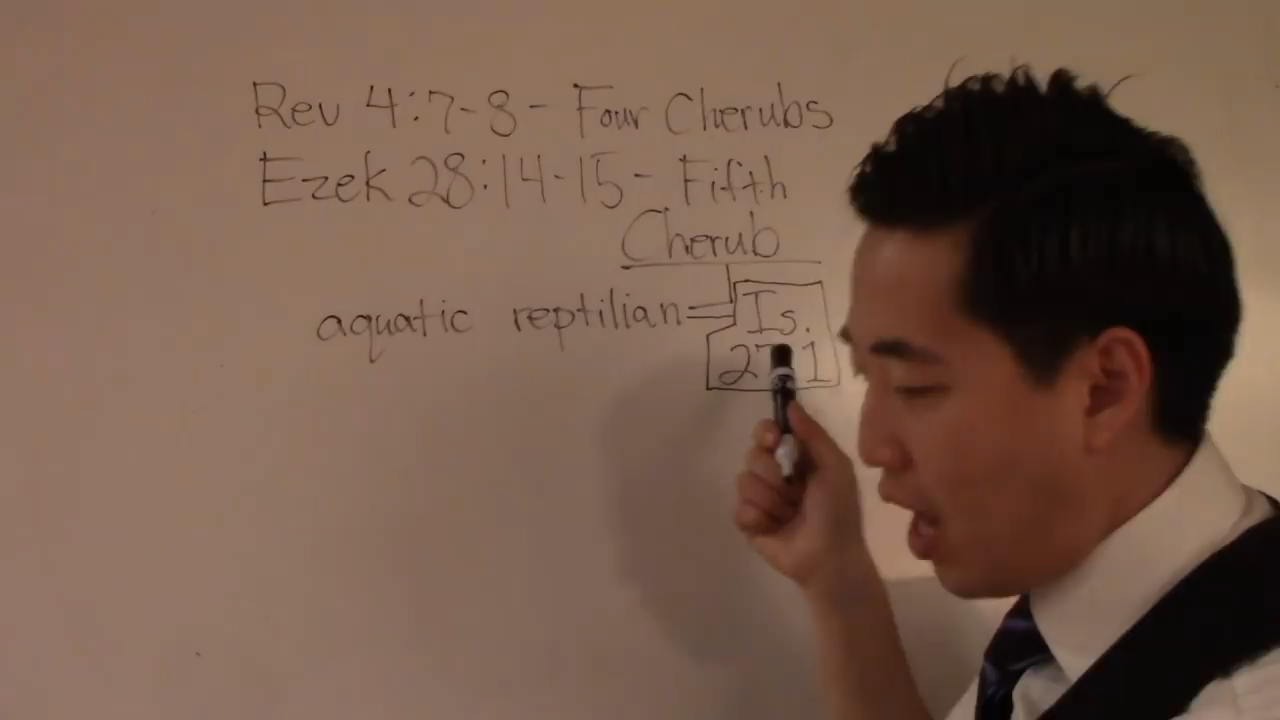 Rev 4:7-8 - Four Cherubs
Ezek 28:14-15 - Fifth
Cherub
aquatic reptilian = Is.
27:1